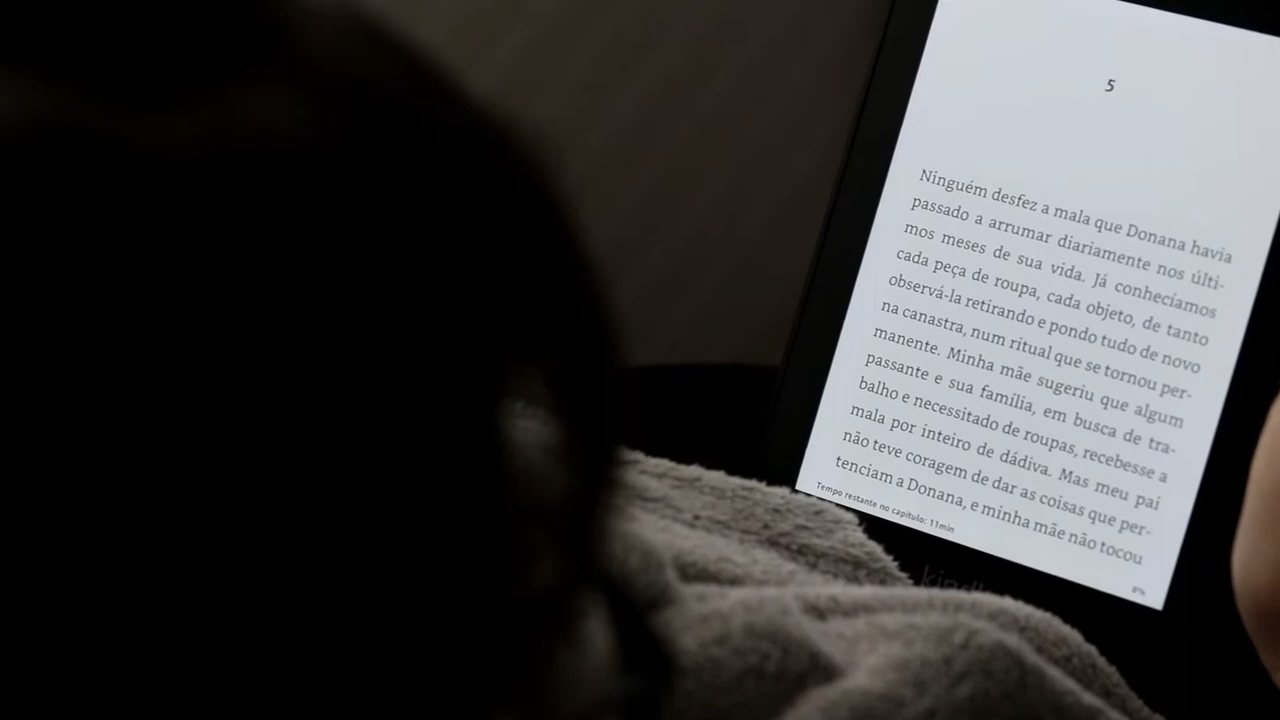 5
Ninguém desfez a mala que Donana havia
passado a arrumar diariamente nos últi-
mos meses de sua vida. Já conhecíamos
cada peça de roupa, cada objeto, de tanto
observá-la retirando e pondo tudo de novo
na canastra, num ritual que se tornou per-
manente. Minha mãe sugeriu que algum
passante e sua família, em busca de tra-
balho e necessitado de roupas, recebesse a
mala por inteiro de dádiva. Mas meu pai
não teve coragem de dar as coisas que per-
tenciam a Donana, e minha mãe não tocou
Tempo restante no capítulo: 11min